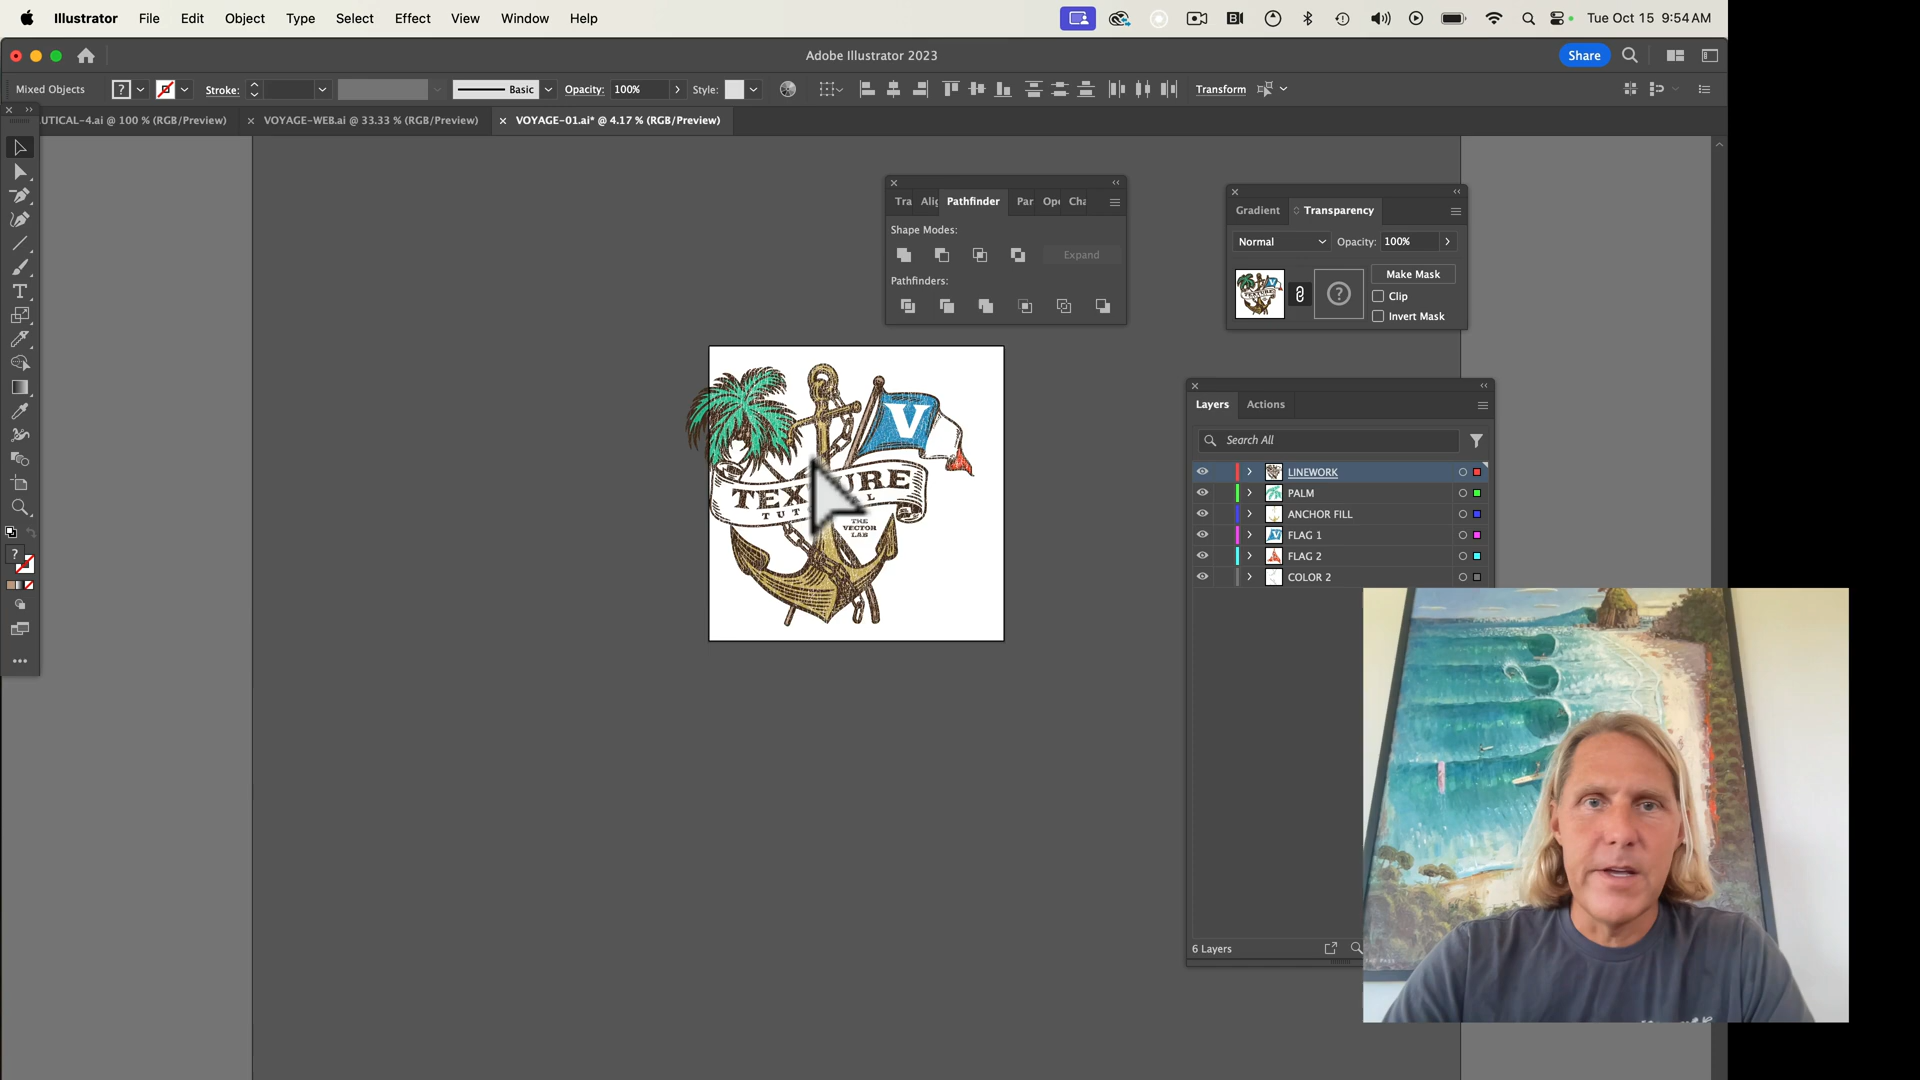 Illustrator File Edit Object Type Select Effect View Window Help
Tue Oct 15 9:54 AM
Adobe Illustrator 2023
Share
Mixed Objects ? Stroke: Basic Opacity: 100% Style: Transform
UTICAL-4.ai @ 100 % (RGB/Preview) VOYAGE-WEB.ai @ 33.33 % (RGB/Preview) VOYAGE-01.ai* @ 4.17 % (RGB/Preview)
Tra Alig Pathfinder Par Ope Cha
Shape Modes:
Expand
Pathfinders:
Gradient Transparency
Normal Opacity: 100%
Make Mask
Clip
Invert Mask
V
THE
VECTOR
LAB
Layers Actions
Search All
LINEWORK
PALM
ANCHOR FILL
FLAG 1
FLAG 2
COLOR 2
6 Layers